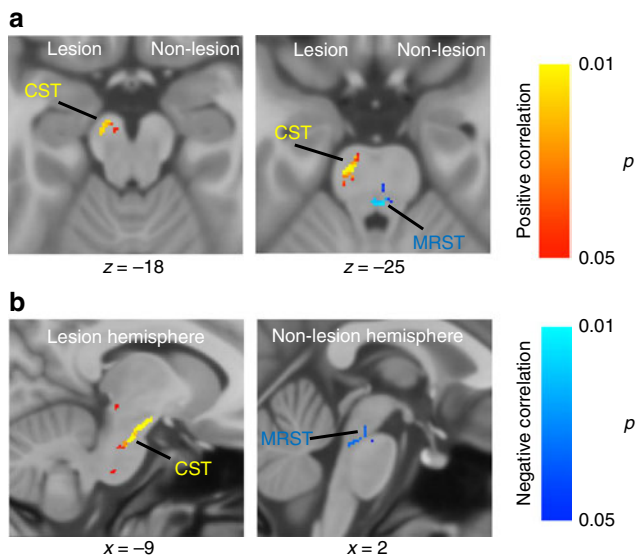 a
Lesion Non-lesion
CST
z = –18
Lesion Non-lesion
CST
MRST
z = –25
Positive correlation
0.01
p
0.05
b
Lesion hemisphere
CST
x = –9
Non-lesion hemisphere
MRST
x = 2
Negative correlation
0.01
p
0.05